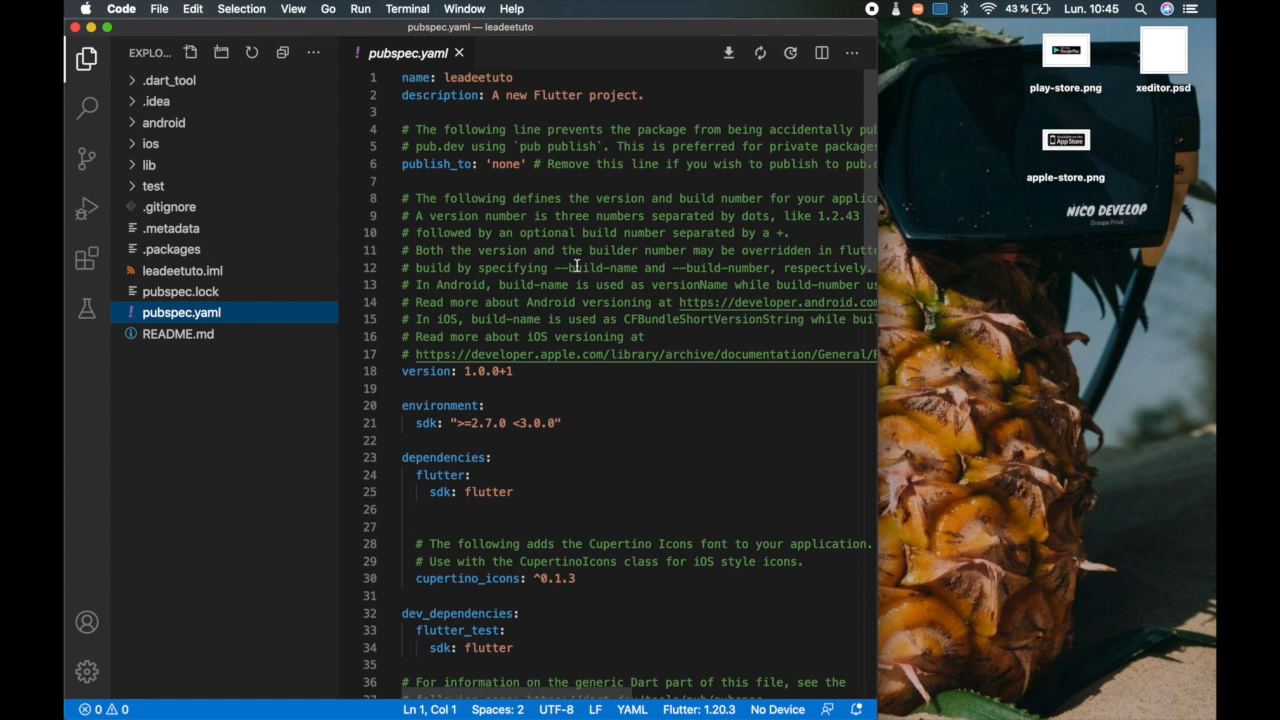 Code File Edit Selection View Go Run Terminal Window Help 43 % Lun. 10:45
pubspec.yaml — leadeetuto
EXPLO... pubspec.yaml
.dart_tool
.idea
android
ios
lib
test
.gitignore
.metadata
.packages
leadeetuto.iml
pubspec.lock
pubspec.yaml
README.md
1 name: leadeetuto
2 description: A new Flutter project.
3
4 # The following line prevents the package from being accidentally pu
5 # pub.dev using `pub publish`. This is preferred for private packages
6 publish_to: 'none' # Remove this line if you wish to publish to pub.
7
8 # The following defines the version and build number for your applica
9 # A version number is three numbers separated by dots, like 1.2.43
10 # followed by an optional build number separated by a +.
11 # Both the version and the builder number may be overridden in flutte
12 # build by specifying --build-name and --build-number, respectively.
13 # In Android, build-name is used as versionName while build-number us
14 # Read more about Android versioning at https://developer.android.com
15 # In iOS, build-name is used as CFBundleShortVersionString while buil
16 # Read more about iOS versioning at
17 # https://developer.apple.com/library/archive/documentation/General/
18 version: 1.0.0+1
19
20 environment:
21 sdk: ">=2.7.0 <3.0.0"
22
23 dependencies:
24 flutter:
25 sdk: flutter
26
27
28 # The following adds the Cupertino Icons font to your application.
29 # Use with the CupertinoIcons class for iOS style icons.
30 cupertino_icons: ^0.1.3
31
32 dev_dependencies:
33 flutter_test:
34 sdk: flutter
35
36 # For information on the generic Dart part of this file, see the
0 0 Ln 1, Col 1 Spaces: 2 UTF-8 LF YAML Flutter: 1.20.3 No Device
Google Play
play-store.png
xeditor.psd
App Store
apple-store.png
NICO DEVELOP
Groupe Privé